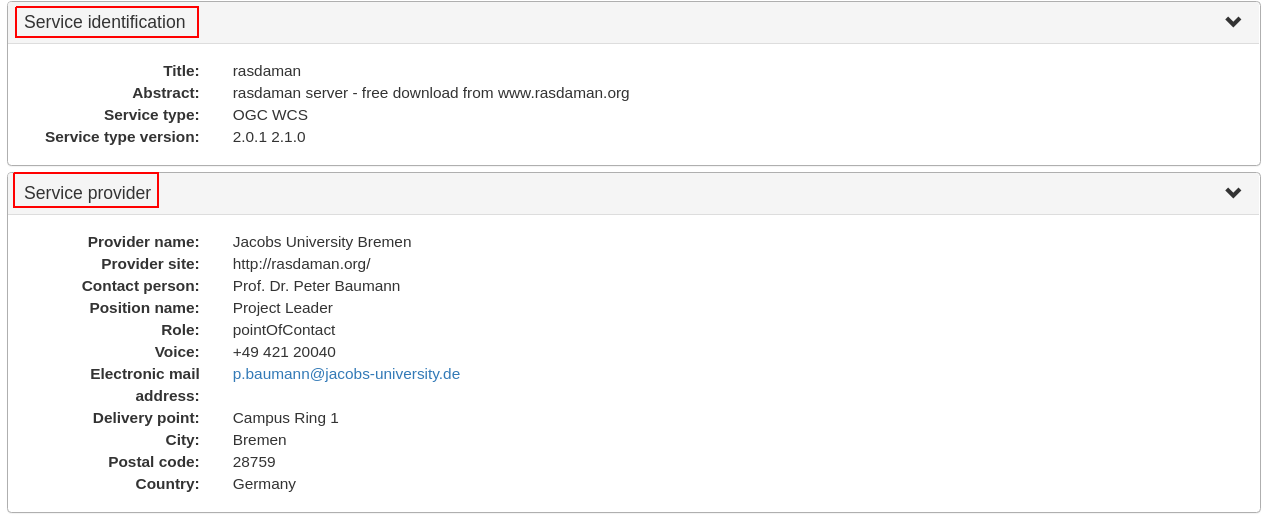 Service identification
Title: rasdaman
Abstract: rasdaman server - free download from www.rasdaman.org
Service type: OGC WCS
Service type version: 2.0.1 2.1.0
Service provider
Provider name: Jacobs University Bremen
Provider site: http://rasdaman.org/
Contact person: Prof. Dr. Peter Baumann
Position name: Project Leader
Role: pointOfContact
Voice: +49 421 20040
Electronic mail p.baumann@jacobs-university.de
address:
Delivery point: Campus Ring 1
City: Bremen
Postal code: 28759
Country: Germany